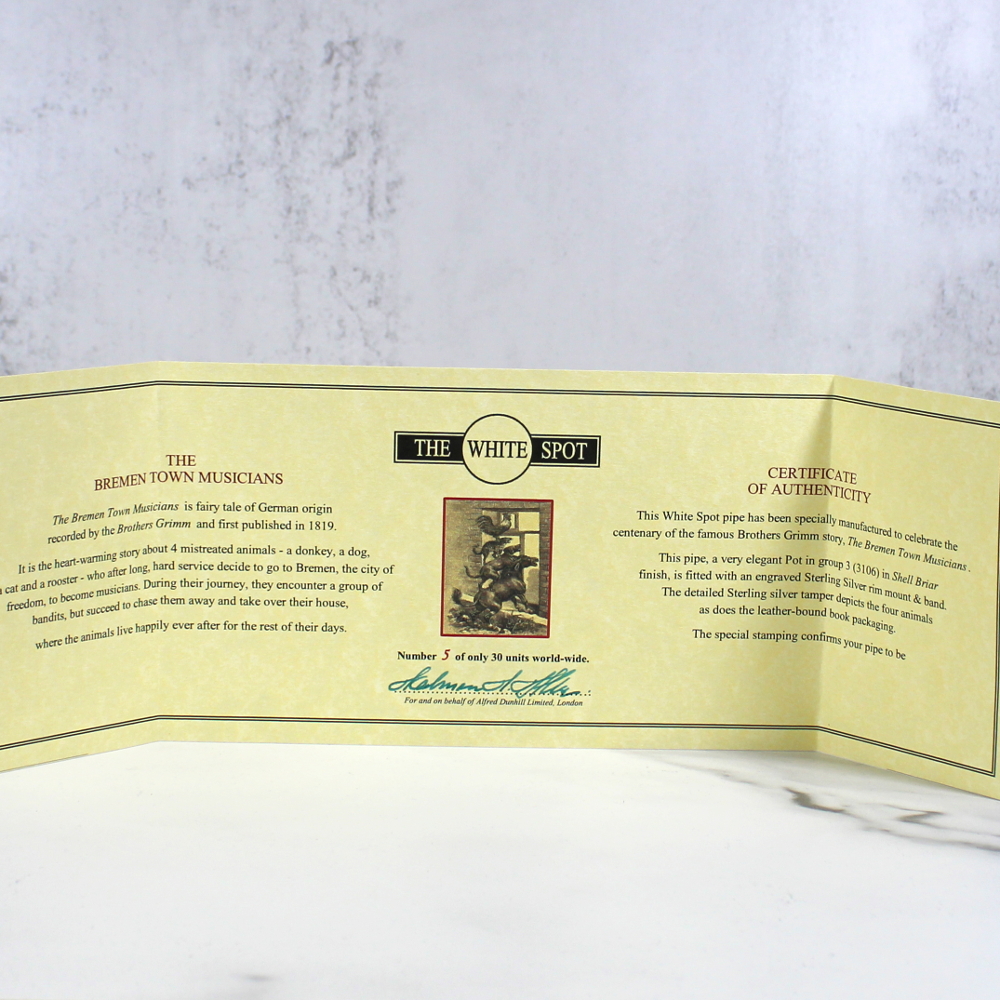 THE
BREMEN TOWN MUSICIANS
The Bremen Town Musicians is fairy tale of German origin
recorded by the Brothers Grimm and first published in 1819.
It is the heart-warming story about 4 mistreated animals - a donkey, a dog,
a cat and a rooster - who after long, hard service decide to go to Bremen, the city of
freedom, to become musicians. During their journey, they encounter a group of
bandits, but succeed to chase them away and take over their house,
where the animals live happily ever after for the rest of their days.
THE WHITE SPOT
Number 5 of only 30 units world-wide.
For and on behalf of Alfred Dunhill Limited, London
CERTIFICATE
OF AUTHENTICITY
This White Spot pipe has been specially manufactured to celebrate the
centenary of the famous Brothers Grimm story, The Bremen Town Musicians.
This pipe, a very elegant Pot in group 3 (3106) in Shell Briar
finish, is fitted with an engraved Sterling Silver rim mount & band.
The detailed Sterling silver tamper depicts the four animals
as does the leather-bound book packaging.
The special stamping confirms your pipe to be